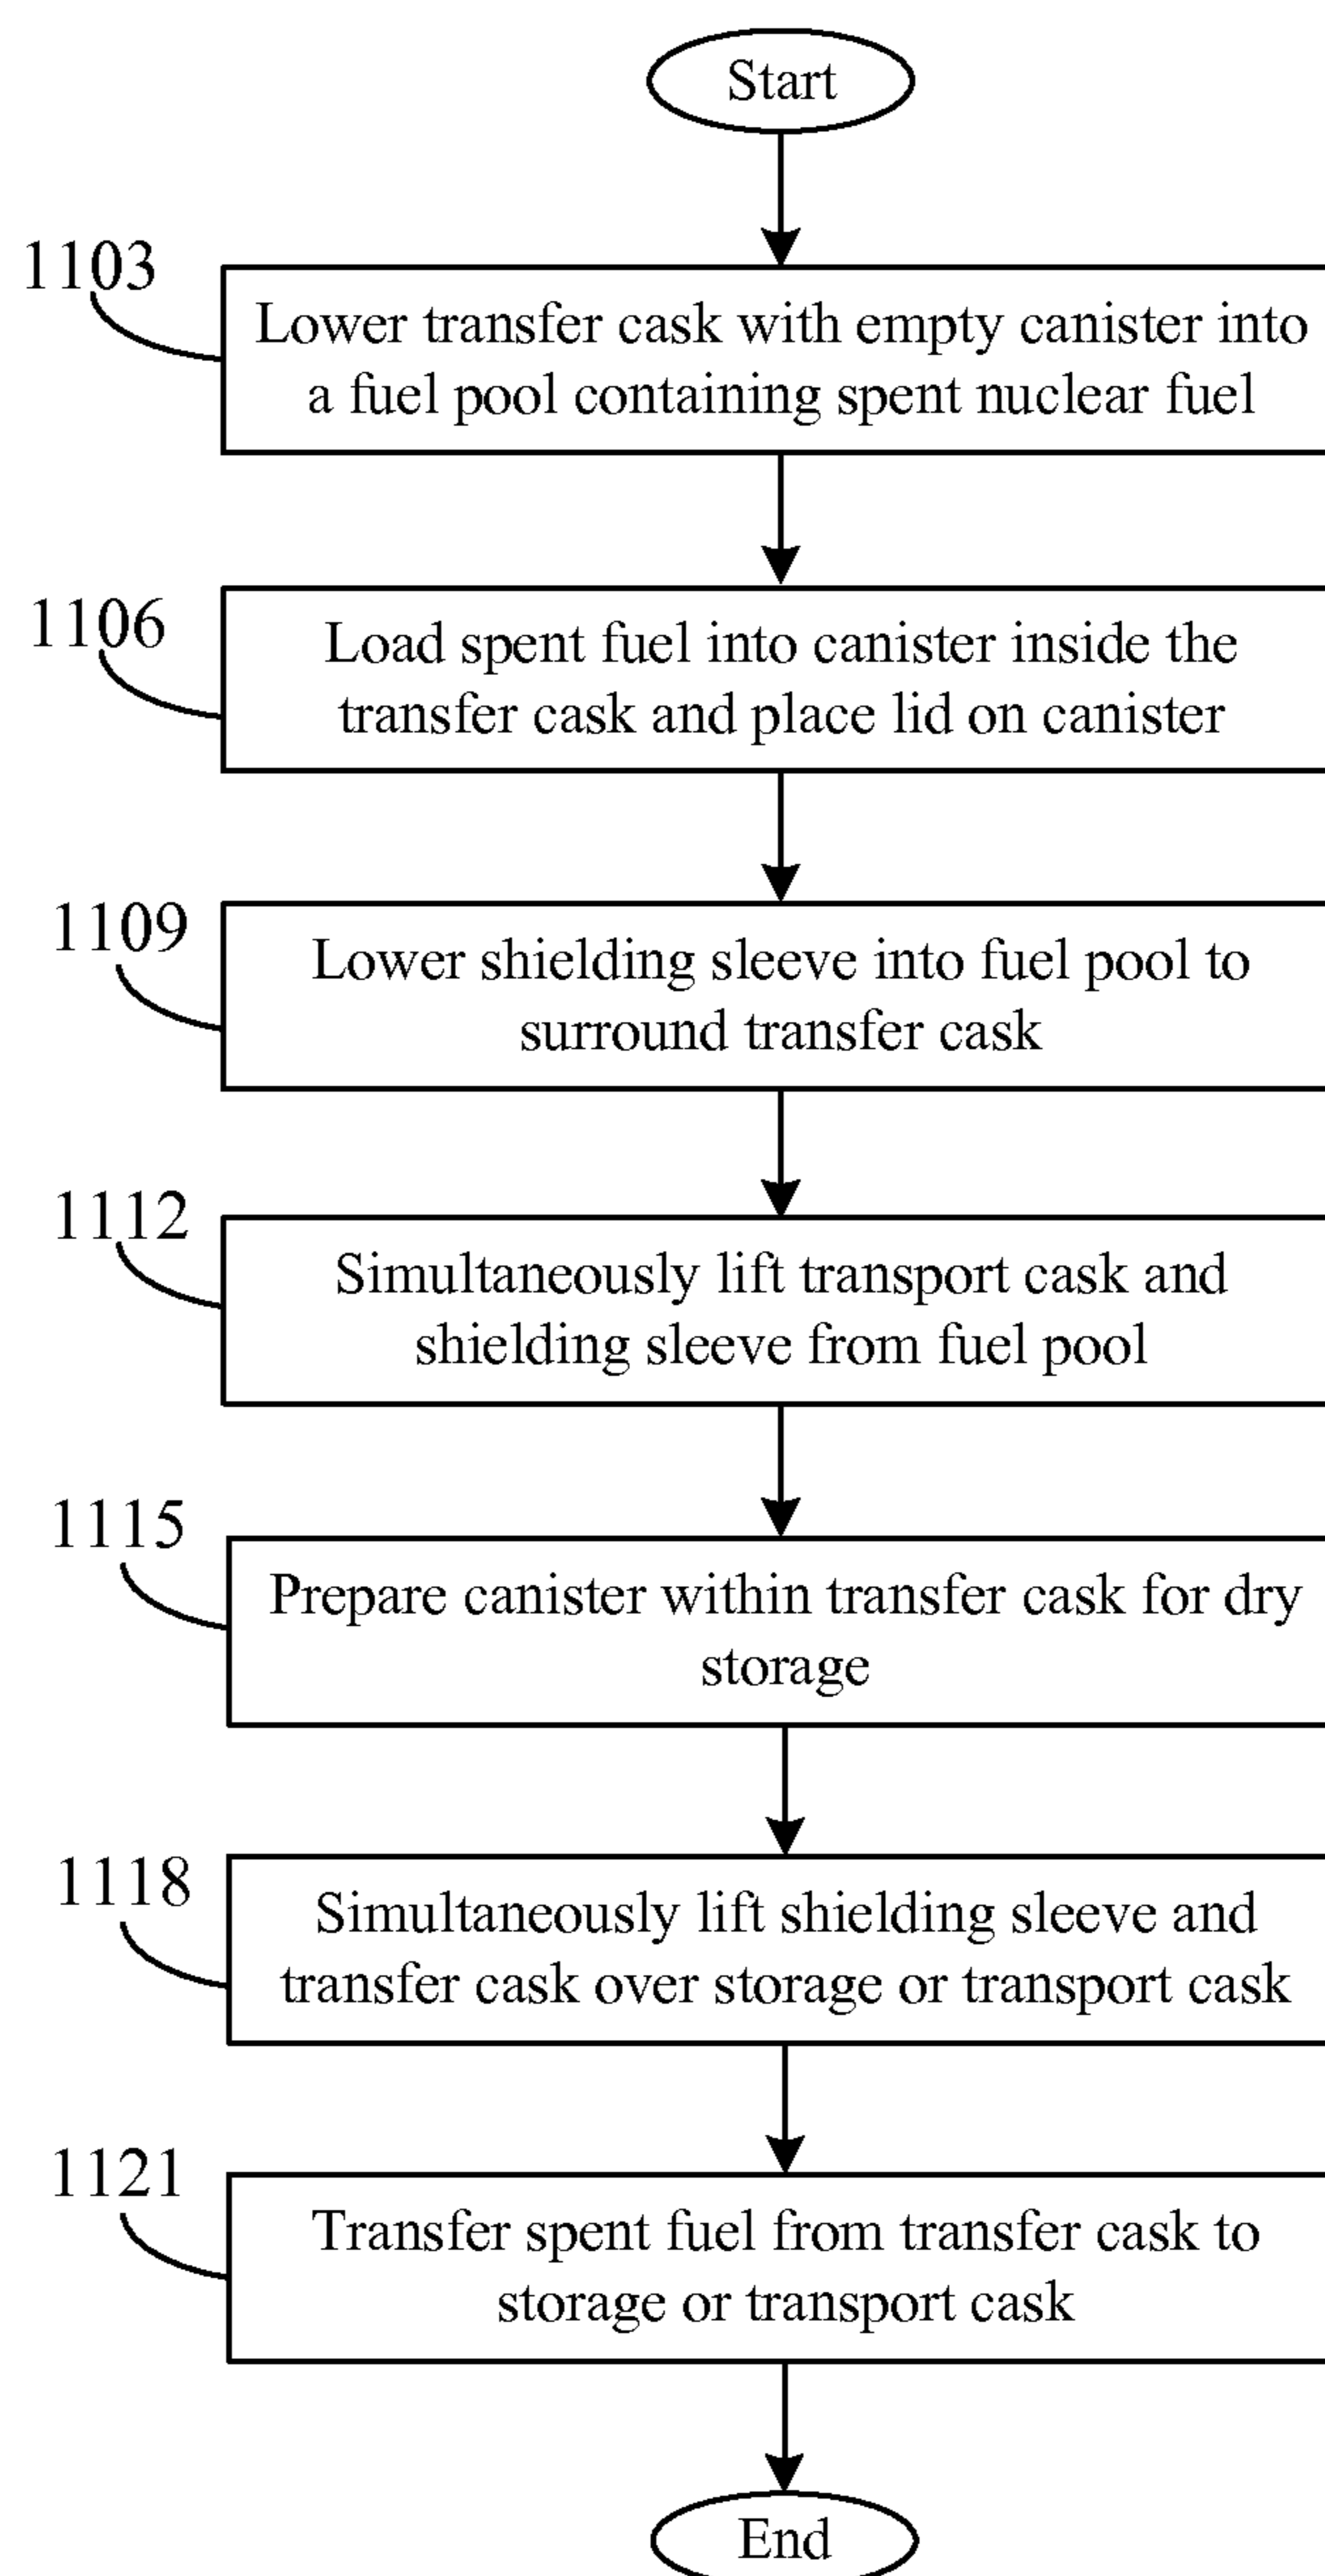 Start
1103
Lower transfer cask with empty canister into
a fuel pool containing spent nuclear fuel
1106
Load spent fuel into canister inside the
transfer cask and place lid on canister
1109
Lower shielding sleeve into fuel pool to
surround transfer cask
1112
Simultaneously lift transport cask and
shielding sleeve from fuel pool
1115
Prepare canister within transfer cask for dry
storage
1118
Simultaneously lift shielding sleeve and
transfer cask over storage or transport cask
1121
Transfer spent fuel from transfer cask to
storage or transport cask
End